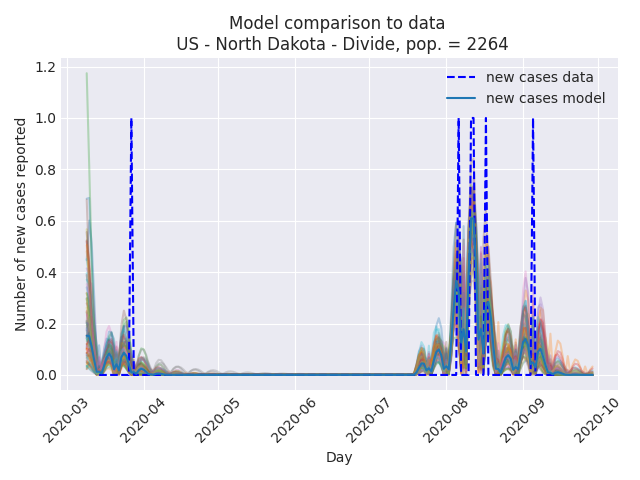 Model comparison to data
US - North Dakota - Divide, pop. = 2264
new cases data
new cases model
Number of new cases reported
1.2
1.0
0.8
0.6
0.4
0.2
0.0
2020-03
2020-04
2020-05
2020-06
2020-07
2020-08
2020-09
2020-10
Day